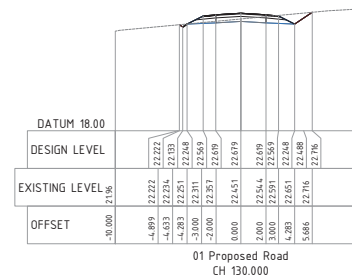 DATUM 18.00
DESIGN LEVEL 22.222 22.133 22.248 22.569 22.619 22.679 22.619 22.569 22.248 22.488 22.716
EXISTING LEVEL 21.96 22.222 22.234 22.251 22.311 22.357 22.451 22.544 22.591 22.651 22.716
OFFSET -10.000 -4.899 -4.633 -4.283 -3.000 -2.000 0.000 2.000 3.000 4.283 5.686
01 Proposed Road
CH 130.000